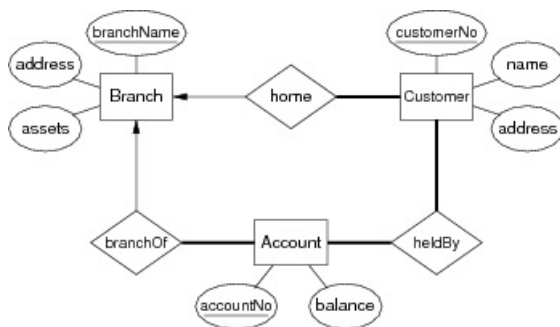 branchName
customerNo
address
name
Branch
home
Customer
assets
address
branchOf
Account
heldBy
accountNo
balance